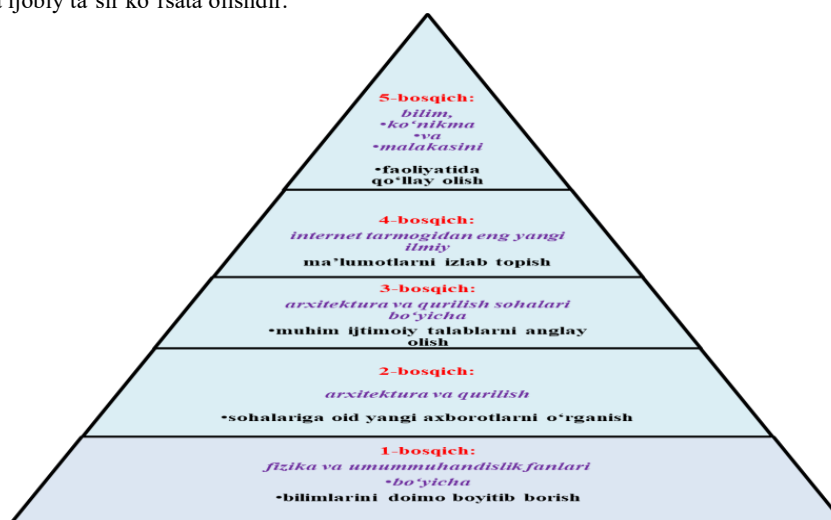 ijobiy ta'sir ko'rsata olishdir.
5-bosqich:
bilim,
•ko‘nikma
•va
•malakasini
•faoliyatida
qo‘llay olish
4-bosqich:
internet tarmogidan eng yangi
ilmiy
ma’lumotlarni izlab topish
3-bosqich:
arxitektura va qurilish sohalari
bo‘yicha
•muhim ijtimoiy talablarni anglay
olish
2-bosqich:
arxitektura va qurilish
•sohalariga oid yangi axborotlarni o‘rganish
1-bosqich:
fizika va umummuhandislik fanlari
•bo‘yicha
•bilimlarini doimo boyitib borish